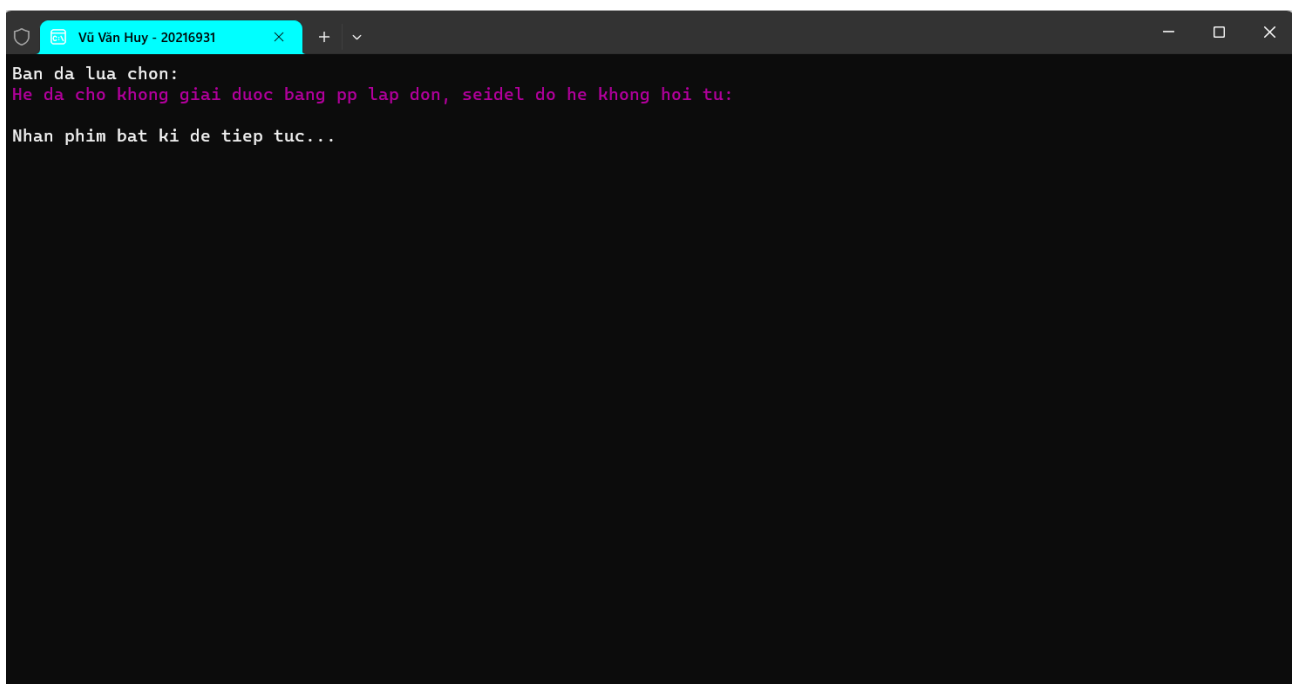 Vũ Văn Huy - 20216931
Ban da lua chon:
He da cho khong giai duoc bang pp lap don, seidel do he khong hoi tu:
Nhan phim bat ki de tiep tuc...